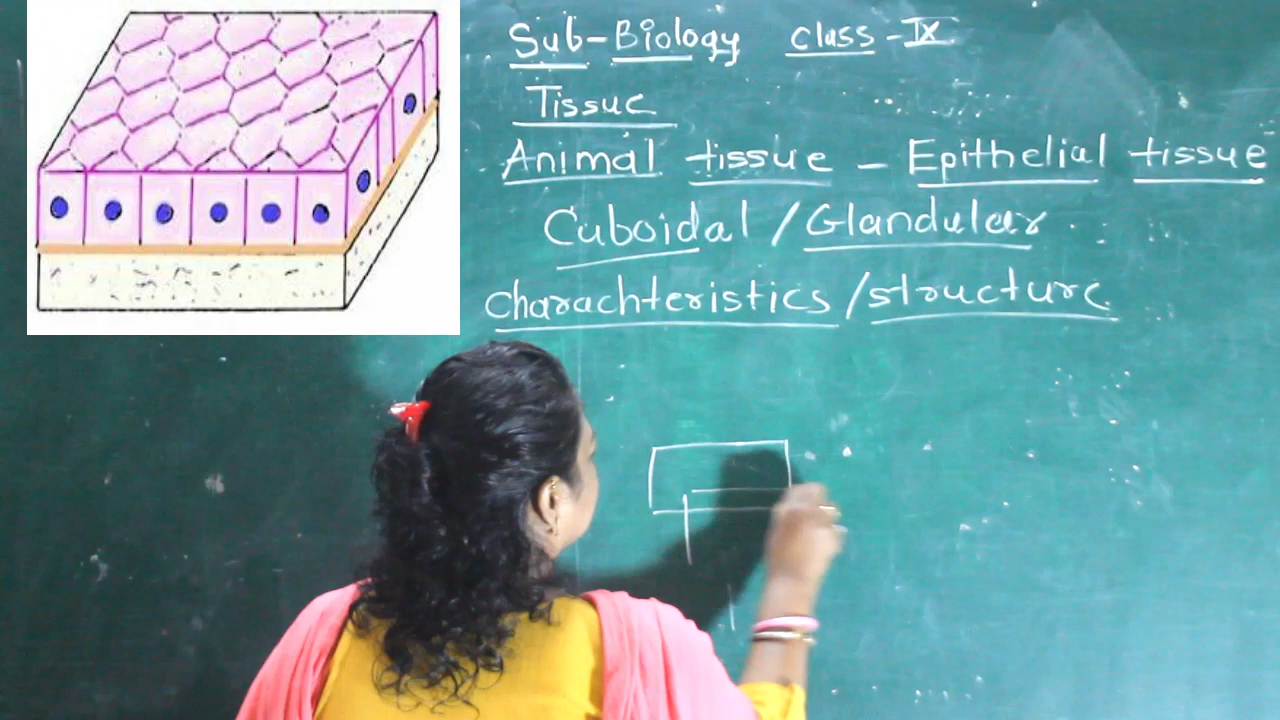 Sub-Biology class-IX
Tissue
Animal tissue - Epithelial tissue
Cuboidal / Glandular
charachteristics / structure